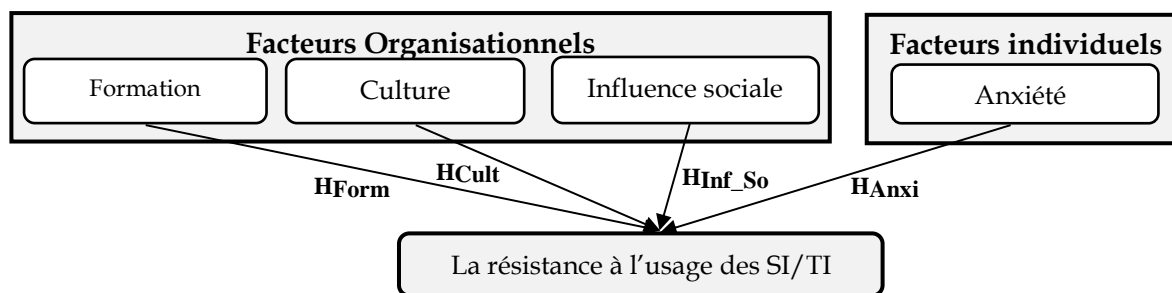 Facteurs Organisationnels
Formation
Culture
Influence sociale
Facteurs individuels
Anxiété
HForm
HCult
HInf_So
HAnxi
La résistance à l’usage des SI/TI